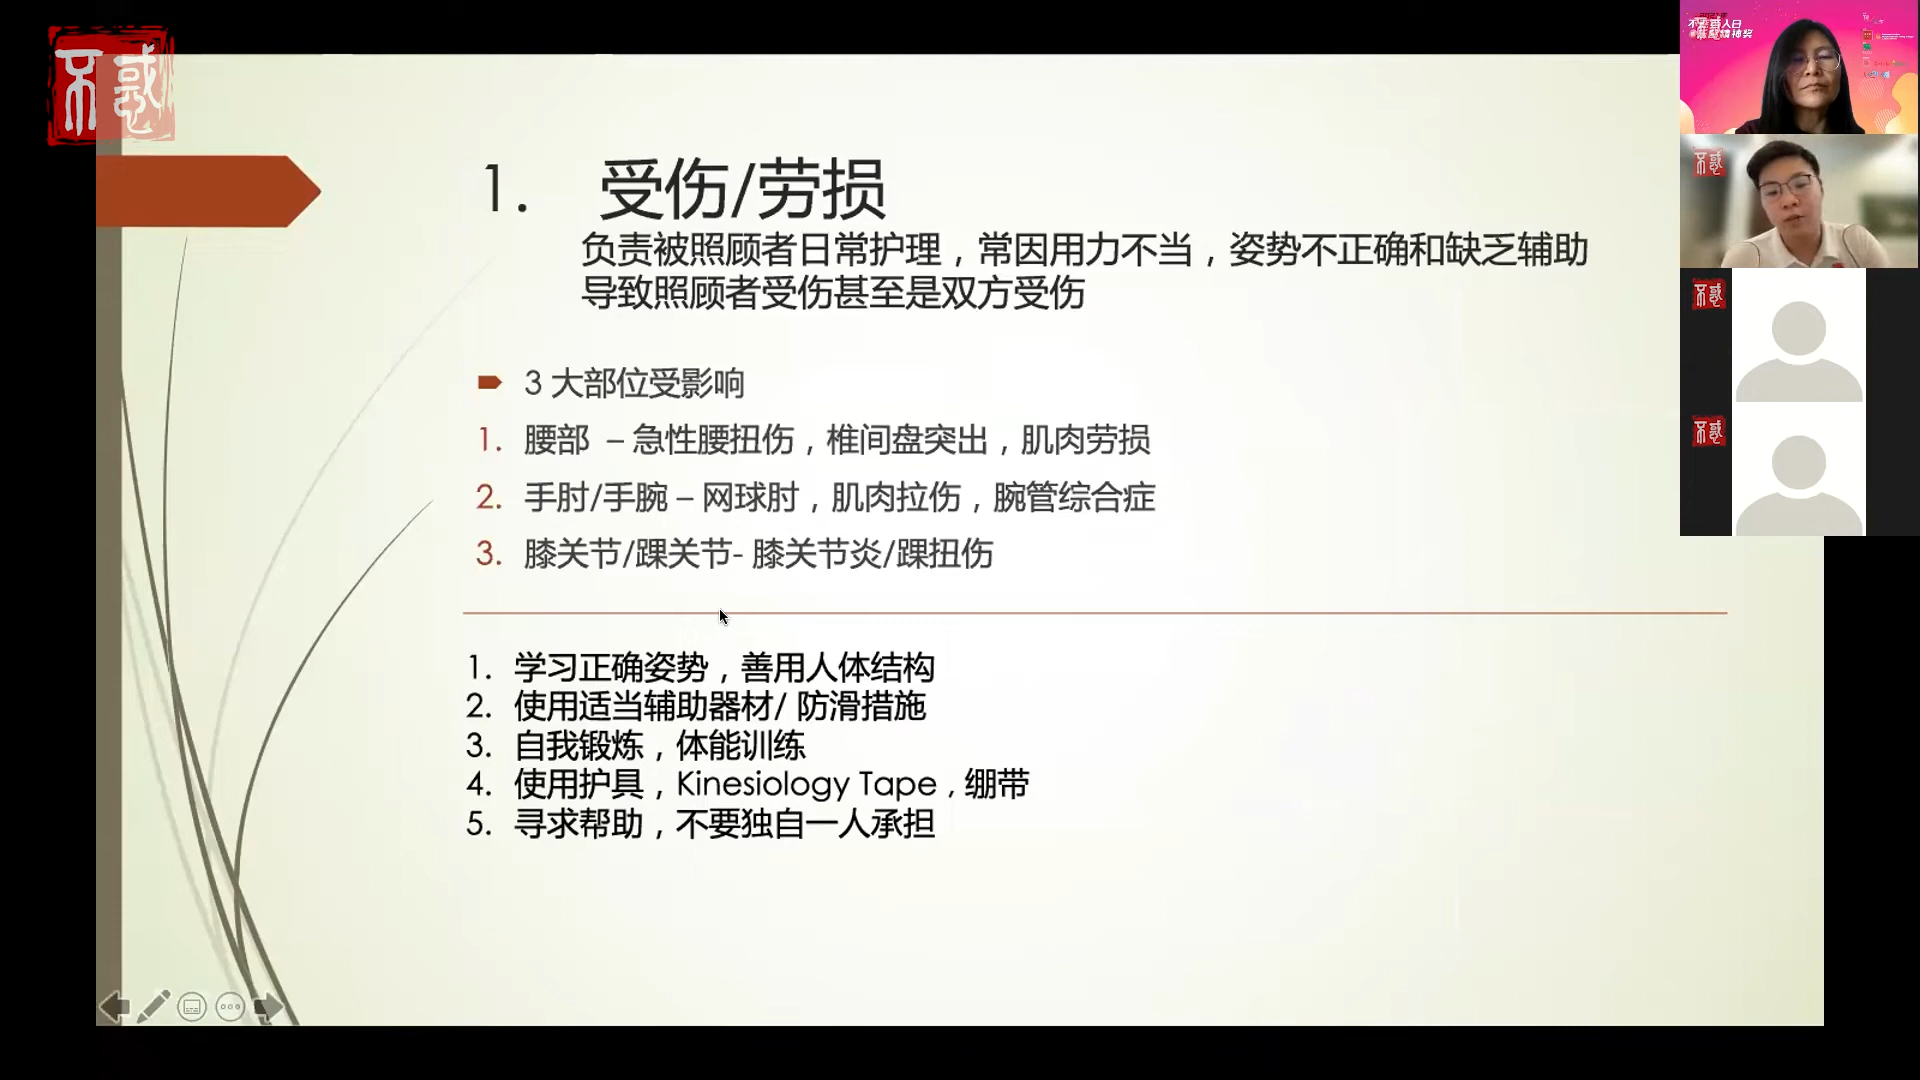 不惑
1. 受伤/劳损
负责被照顾者日常护理，常因用力不当，姿势不正确和缺乏辅助
导致照顾者受伤甚至是双方受伤
3 大部位受影响
1. 腰部 – 急性腰扭伤，椎间盘突出，肌肉劳损
2. 手肘/手腕 – 网球肘，肌肉拉伤，腕管综合症
3. 膝关节/踝关节- 膝关节炎/踝扭伤
1. 学习正确姿势，善用人体结构
2. 使用适当辅助器材/ 防滑措施
3. 自我锻炼，体能训练
4. 使用护具，Kinesiology Tape，绷带
5. 寻求帮助，不要独自一人承担
不惑
不惑
不惑